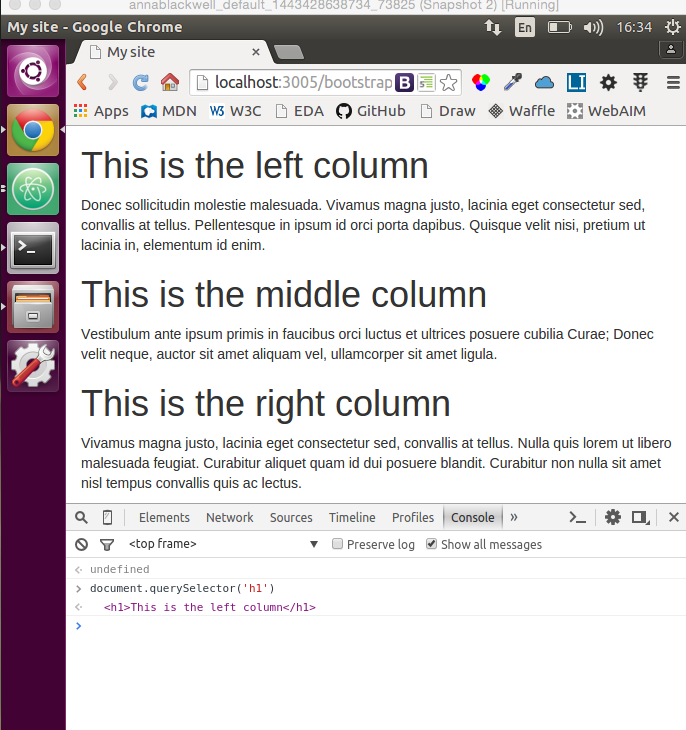 annablackwell_default_1443428638734_73825 (Snapshot 2) [Running]
My site - Google Chrome
En
16:34
My site
localhost:3005/bootstrap
B
LI
Apps
MDN
W3 W3C
EDA
GitHub
Draw
Waffle
WebAIM
This is the left column
Donec sollicitudin molestie malesuada. Vivamus magna justo, lacinia eget consectetur sed,
convallis at tellus. Pellentesque in ipsum id orci porta dapibus. Quisque velit nisi, pretium ut
lacinia in, elementum id enim.
This is the middle column
Vestibulum ante ipsum primis in faucibus orci luctus et ultrices posuere cubilia Curae; Donec
velit neque, auctor sit amet aliquam vel, ullamcorper sit amet ligula.
This is the right column
Vivamus magna justo, lacinia eget consectetur sed, convallis at tellus. Nulla quis lorem ut libero
malesuada feugiat. Curabitur aliquet quam id dui posuere blandit. Curabitur non nulla sit amet
nisl tempus convallis quis ac lectus.
Elements Network Sources Timeline Profiles Console »
<top frame> Preserve log Show all messages
undefined
document.querySelector('h1')
<h1>This is the left column</h1>